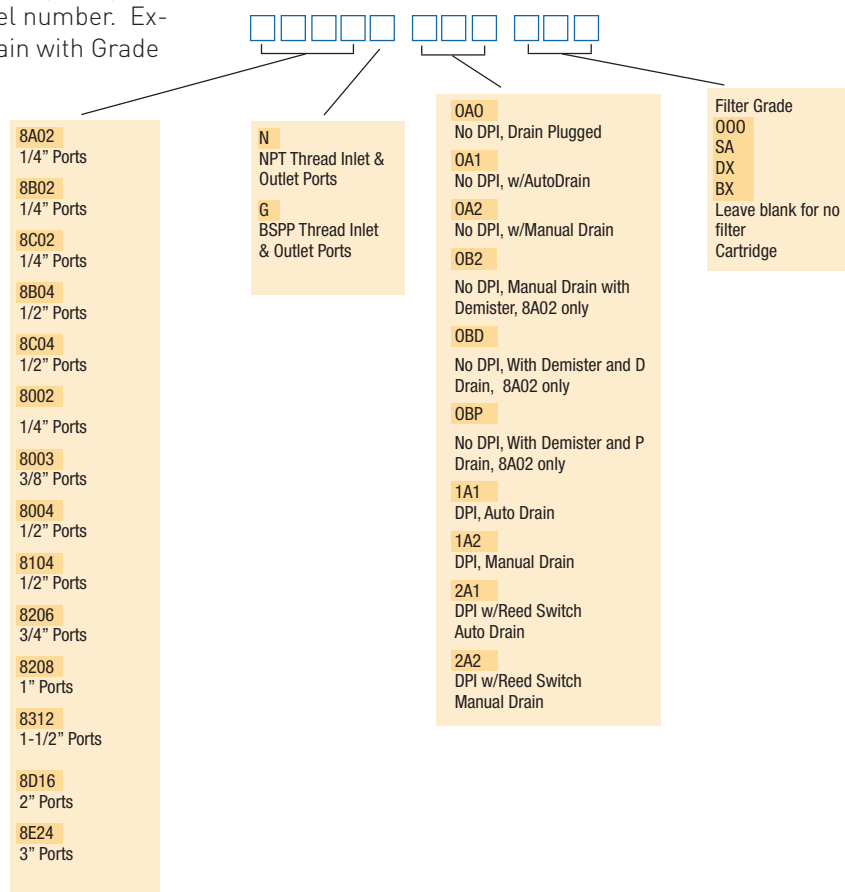 el number. Ex-
ain with Grade
8A02
1/4” Ports
8B02
1/4” Ports
8C02
1/4” Ports
8B04
1/2” Ports
8C04
1/2” Ports
8002
1/4” Ports
8003
3/8” Ports
8004
1/2” Ports
8104
1/2” Ports
8206
3/4” Ports
8208
1” Ports
8312
1-1/2” Ports
8D16
2” Ports
8E24
3” Ports
N
NPT Thread Inlet &
Outlet Ports
G
BSPP Thread Inlet
& Outlet Ports
0A0
No DPI, Drain Plugged
0A1
No DPI, w/AutoDrain
0A2
No DPI, w/Manual Drain
0B2
No DPI, Manual Drain with
Demister, 8A02 only
0BD
No DPI, With Demister and D
Drain, 8A02 only
0BP
No DPI, With Demister and P
Drain, 8A02 only
1A1
DPI, Auto Drain
1A2
DPI, Manual Drain
2A1
DPI w/Reed Switch
Auto Drain
2A2
DPI w/Reed Switch
Manual Drain
Filter Grade
000
SA
DX
BX
Leave blank for no
filter
Cartridge